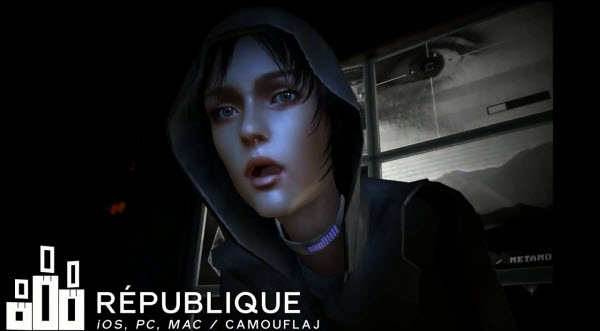 METAMO
RÉPUBLIQUE
iOS, PC, MAC / CAMOUFLAJ